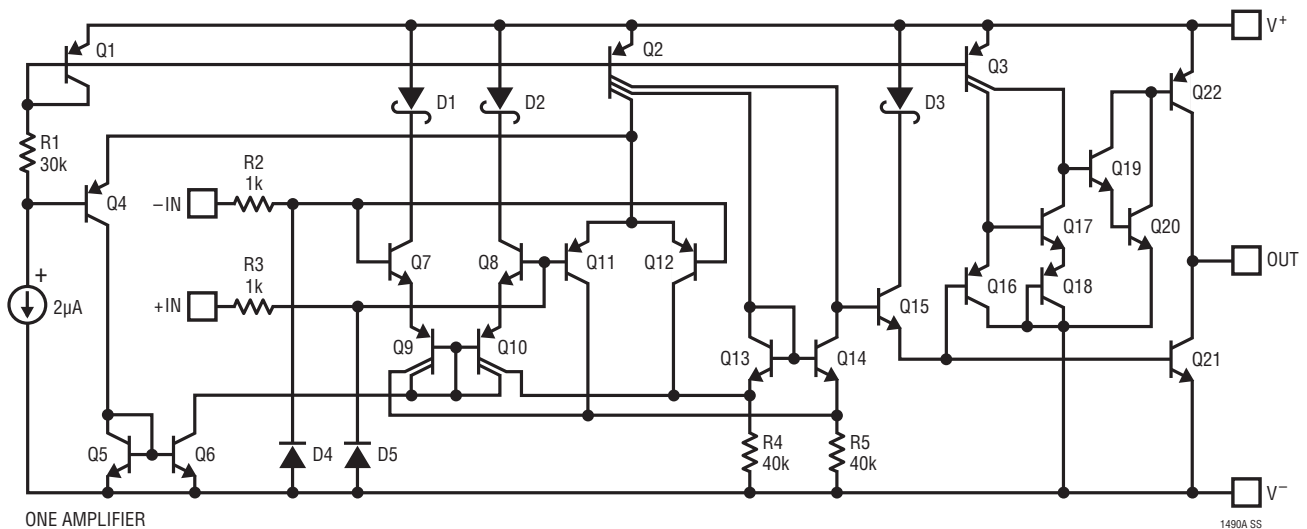 V+
Q1
Q2
Q3
Q22
D1
D2
D3
R1
30k
R2
1k
Q4
–IN
Q19
Q17
Q20
Q7
Q8
Q11
Q12
OUT
R3
1k
+IN
+
2µA
Q15
Q16
Q18
Q9
Q10
Q13
Q14
Q21
Q5
Q6
D4
D5
R4
40k
R5
40k
V–
ONE AMPLIFIER
1490A SS